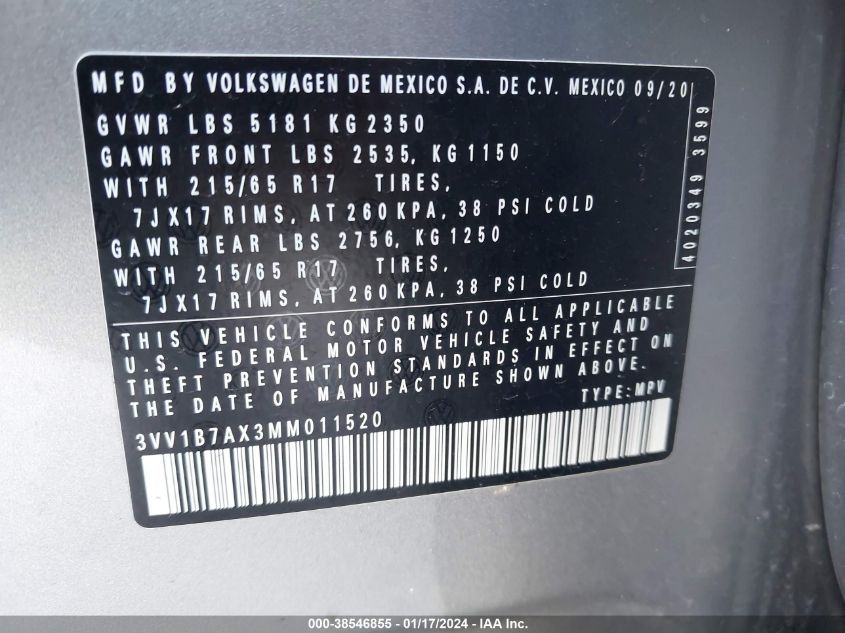 MFD BY VOLKSWAGEN DE MEXICO S.A. DE C.V. MEXICO 09/20
GVWR LBS 5181 KG 2350
GAWR FRONT LBS 2535, KG 1150
WITH 215/65 R17 TIRES,
7JX17 RIMS, AT 260 KPA, 38 PSI COLD
GAWR REAR LBS 2756, KG 1250
WITH 215/65 R17 TIRES,
7JX17 RIMS, AT 260 KPA, 38 PSI COLD
4020349 3599
THIS VEHICLE CONFORMS TO ALL APPLICABLE
U.S. FEDERAL MOTOR VEHICLE SAFETY AND
THEFT PREVENTION STANDARDS IN EFFECT ON
THE DATE OF MANUFACTURE SHOWN ABOVE.
TYPE: MPV
3VV1B7AX3MM011520
000-38546855 - 01/17/2024 - IAA Inc.